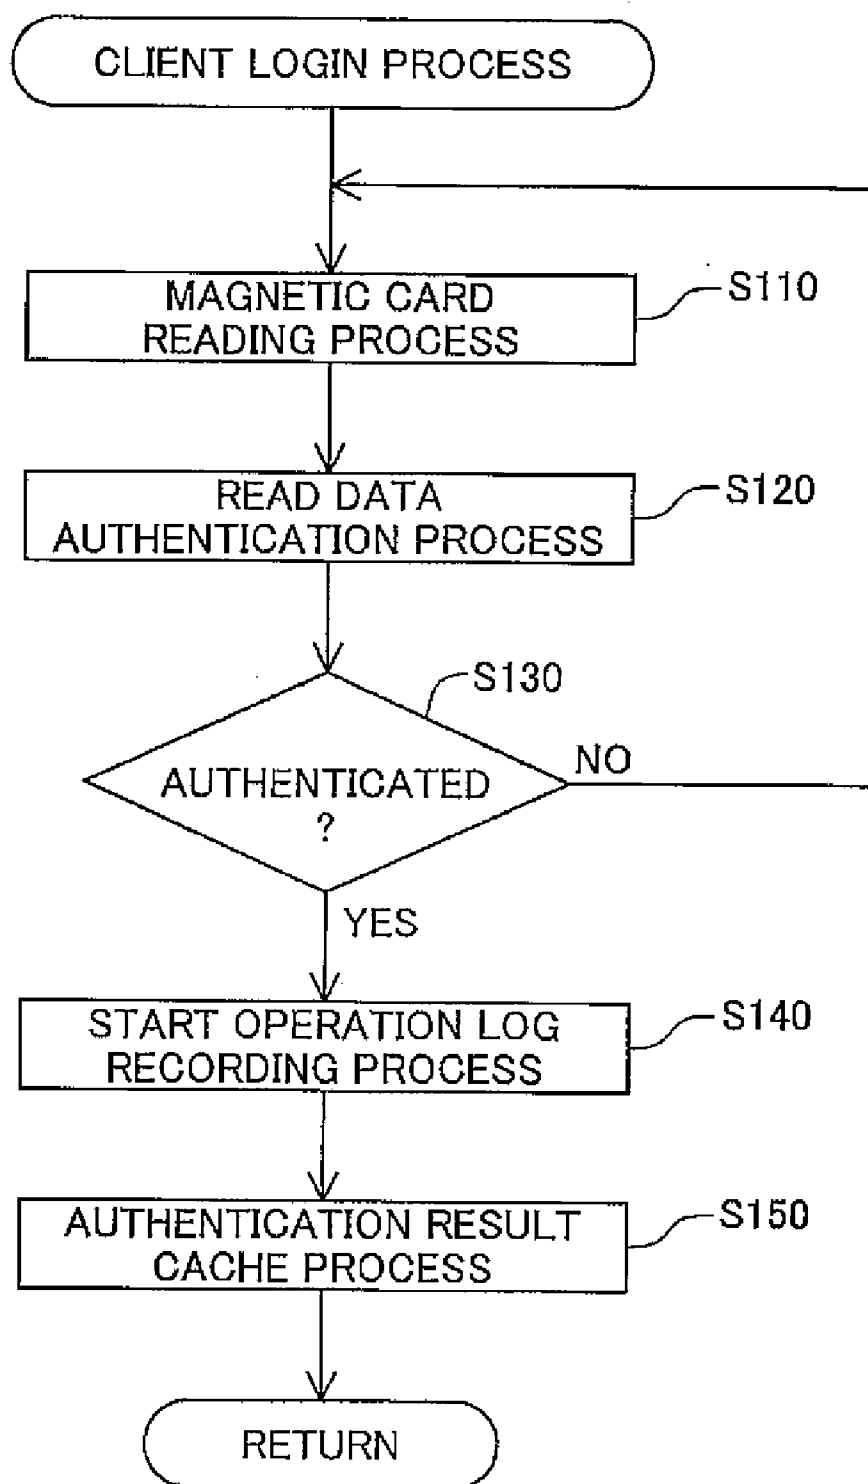 CLIENT LOGIN PROCESS
MAGNETIC CARD
READING PROCESS
S110
READ DATA
AUTHENTICATION PROCESS
S120
S130
AUTHENTICATED
?
NO
YES
START OPERATION LOG
RECORDING PROCESS
S140
AUTHENTICATION RESULT
CACHE PROCESS
S150
RETURN